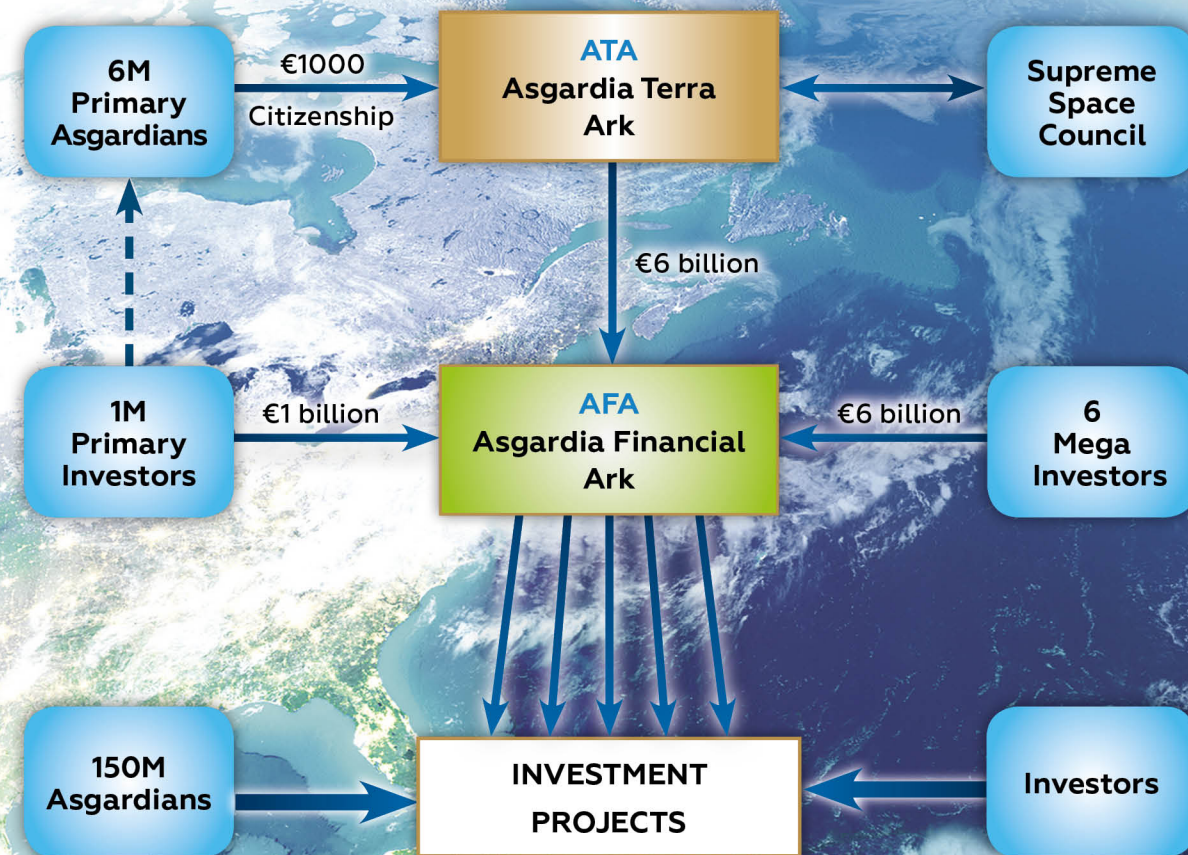 6M
Primary
Asgardians
€1000
Citizenship
ATA
Asgardia Terra
Ark
Supreme
Space
Council
€6 billion
1M
Primary
Investors
€1 billion
AFA
Asgardia Financial
Ark
€6 billion
6
Mega
Investors
150M
Asgardians
INVESTMENT
PROJECTS
Investors